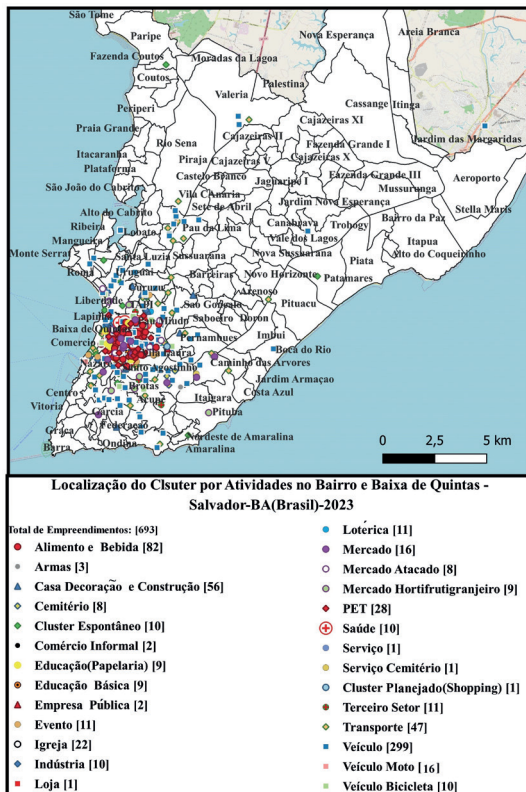 São Tome
Paripe
Nova Esperança
Areia Branca
Fazenda Coutos
Moradas da Lagoa
Coutos
Palestina
Valeria
Cassange
Itinga
Periperi
Cajazeiras XI
Praia Grande
Cajazeiras II
Jardim das Margaridas
Rio Sena
Fazenda Grande I
Itacaranha
Piraja
Cajazeiras V
Cajazeiras X
Plataforma
Castelo Branco
Fazenda Grande III
Aeroporto
São João do Cabrito
Jaguaripe I
Mussurunga
Vila Canaria
Jardim Nova Esperança
Sete de Abril
Stella Maris
Alto do Cabrito
Bairro da Paz
Ribeira
Lobato
Pau da Lima
Canabrava
Trobogy
Mangueira
Vale dos Lagos
Itapua
Monte Serrat
Santa Luzia
Sussuarana
Nova Sussuarana
Alto do Coqueirinho
Piata
Roma
Uruguai
Barreiras
Novo Horizonte
Patamares
Curuzu
Arenoso
Liberdade
IAPI
São Gonçalo
Pituacu
Lapinha
Pau Miudo
Saboeiro
Doron
Baixa de Quintas
Imbui
Comercio
Pernambues
Boca do Rio
Nazaré
Santo Agostinho
Caminho das Arvores
Jardim Armaçao
Centro
Brotas
Costa Azul
Vitoria
Acupe
Itaigara
Garcia
Pituba
Graça
Federação
Nordeste de Amaralina
Barra
Ondina
Amaralina
0 2,5 5 km
Localização do Clsuter por Atividades no Bairro e Baixa de Quintas -
Salvador-BA(Brasil)-2023
Total de Empreendimentos: [693]
Alimento e Bebida [82]
Armas [3]
Casa Decoração e Construção [56]
Cemitério [8]
Cluster Espontâneo [10]
Comércio Informal [2]
Educação(Papelaria) [9]
Educação Básica [9]
Empresa Pública [2]
Evento [11]
Igreja [22]
Indústria [10]
Loja [1]
Lotérica [11]
Mercado [16]
Mercado Atacado [8]
Mercado Hortifrutigranjeiro [9]
PET [28]
Saúde [10]
Serviço [1]
Serviço Cemitério [1]
Cluster Planejado(Shopping) [1]
Terceiro Setor [11]
Transporte [47]
Veículo [299]
Veículo Moto [16]
Veículo Bicicleta [10]